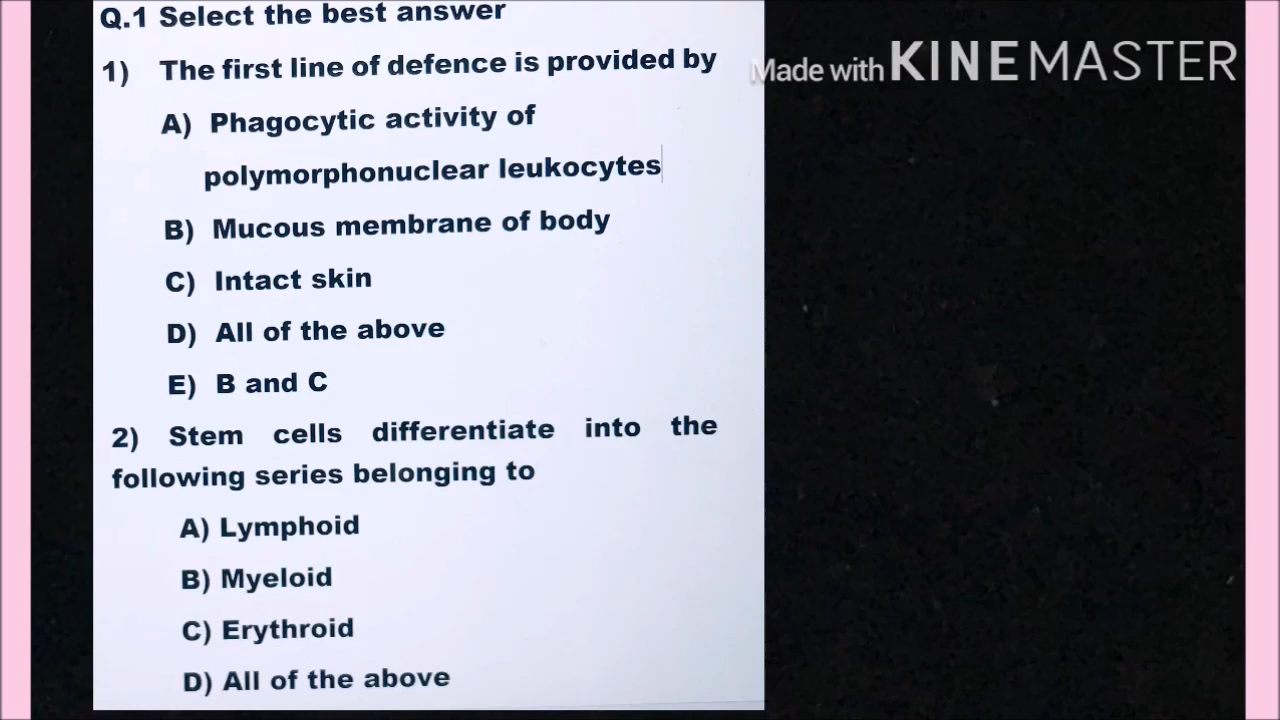 Q.1 Select the best answer
1) The first line of defence is provided by
A) Phagocytic activity of
polymorphonuclear leukocytes
B) Mucous membrane of body
C) Intact skin
D) All of the above
E) B and C
2) Stem cells differentiate into the
following series belonging to
A) Lymphoid
B) Myeloid
C) Erythroid
D) All of the above
Made with KINEMASTER